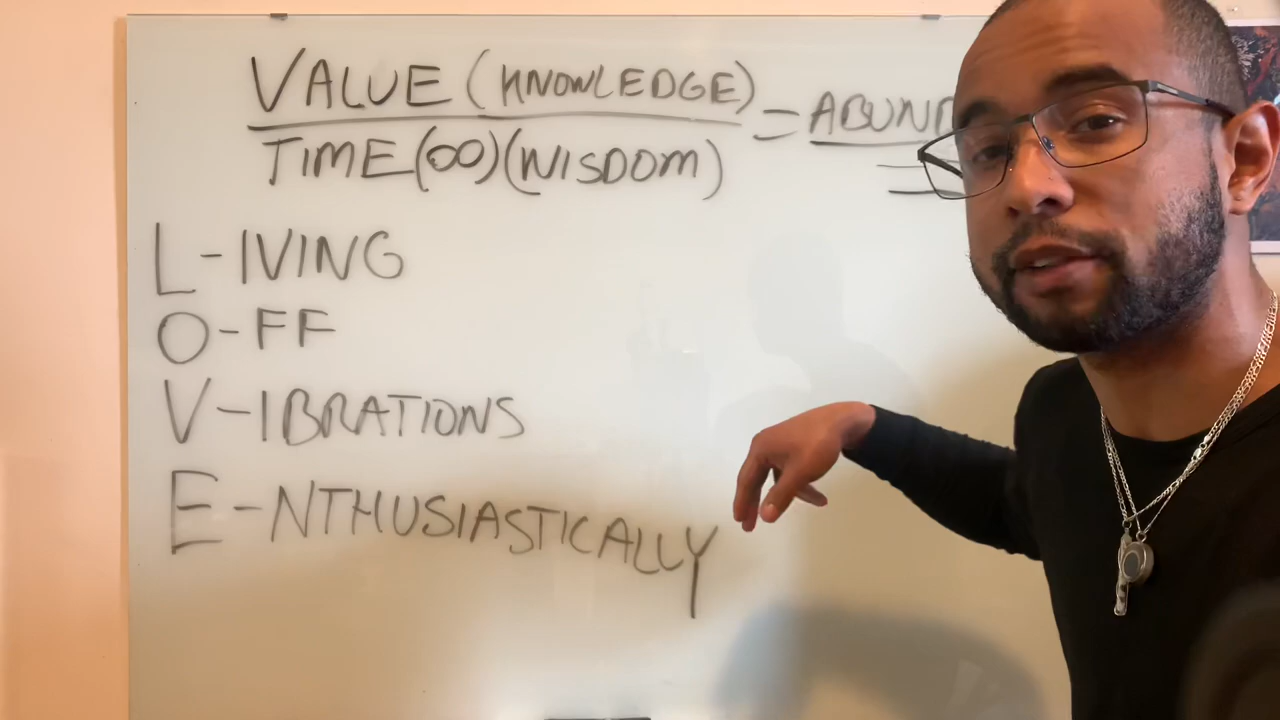 VALUE (KNOWLEDGE)
TIME (∞)(WISDOM)
= ABUND
L-IVING
O-FF
V-IBRATIONS
E-NTHUSIASTICALLY